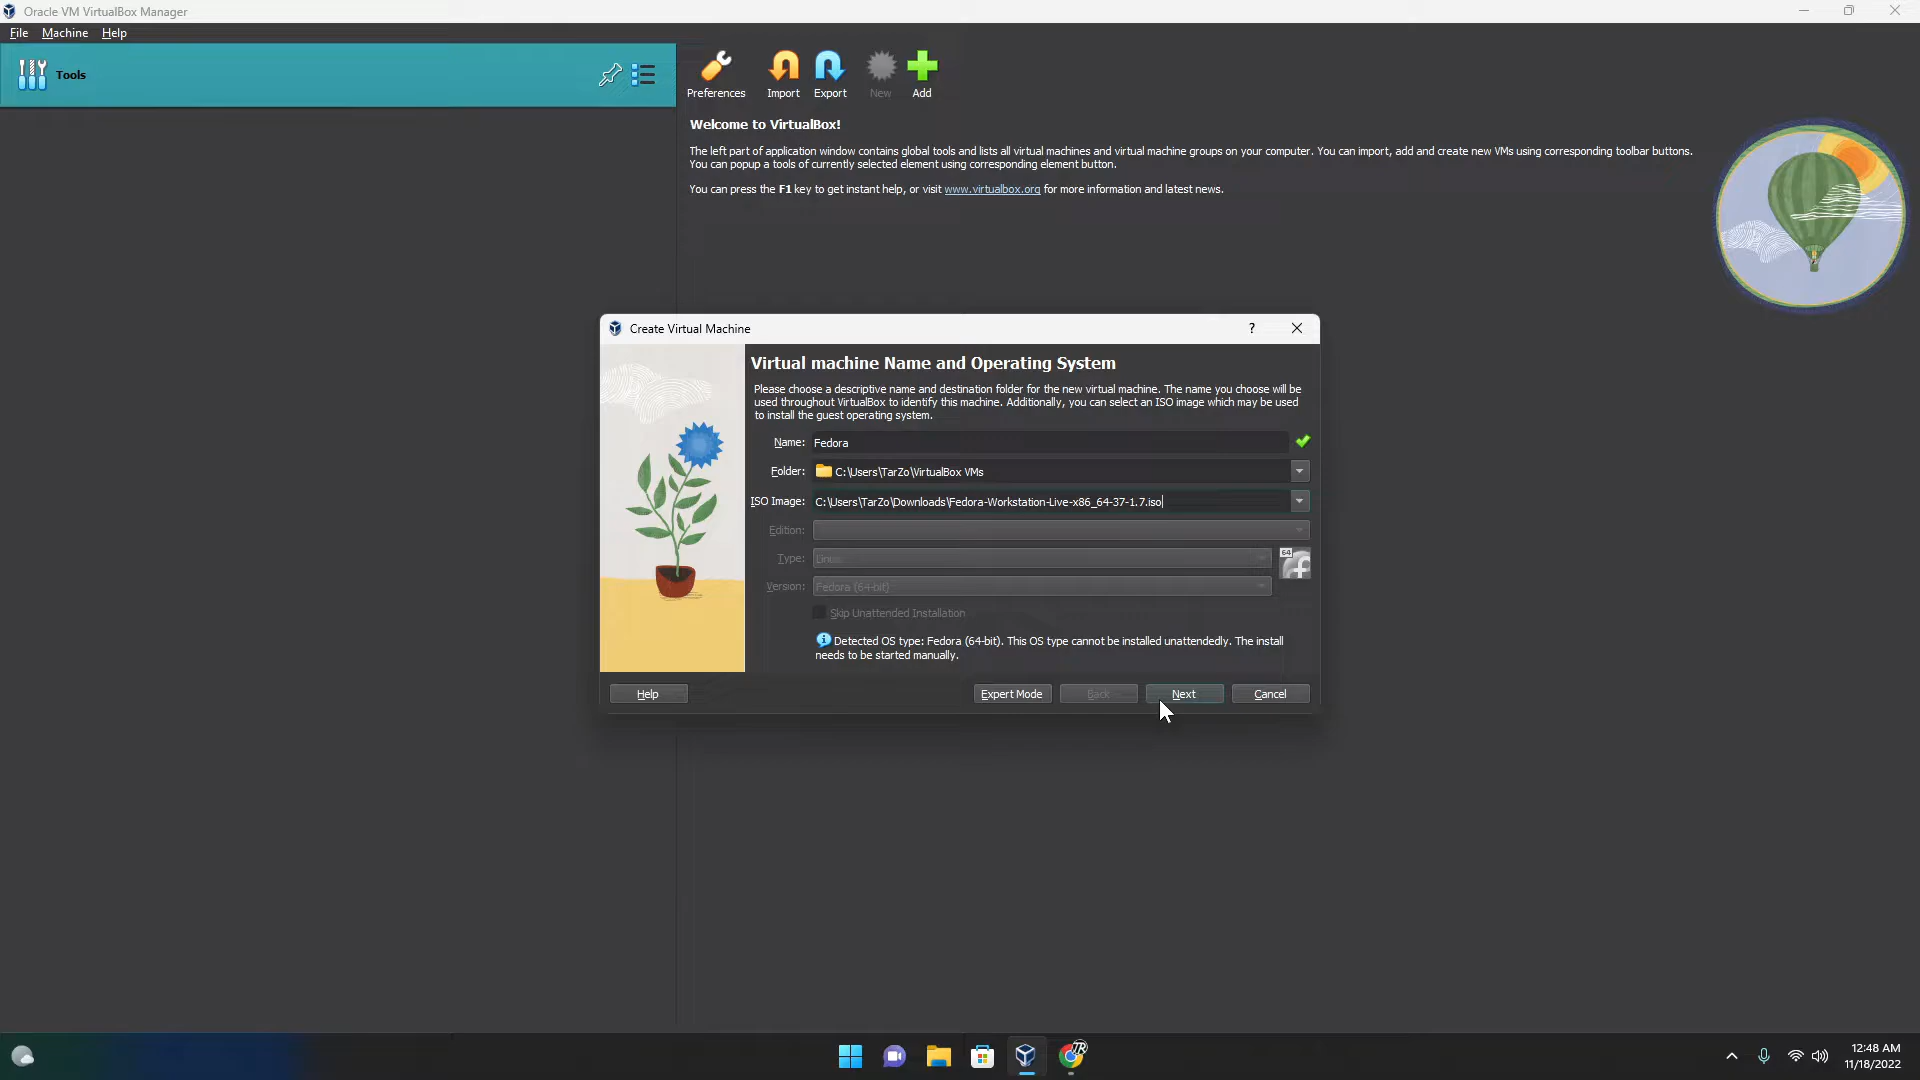 Oracle VM VirtualBox Manager
File Machine Help
Tools
Preferences Import Export New Add
Welcome to VirtualBox!
The left part of application window contains global tools and lists all virtual machines and virtual machine groups on your computer. You can import, add and create new VMs using corresponding toolbar buttons.
You can popup a tools of currently selected element using corresponding element button.
You can press the F1 key to get instant help, or visit www.virtualbox.org for more information and latest news.
Create Virtual Machine ?
Virtual machine Name and Operating System
Please choose a descriptive name and destination folder for the new virtual machine. The name you choose will be
used throughout VirtualBox to identify this machine. Additionally, you can select an ISO image which may be used
to install the guest operating system.
Name: Fedora
Folder: C:\Users\TarZo\VirtualBox VMs
ISO Image: C:\Users\TarZo\Downloads\Fedora-Workstation-Live-x86_64-37-1.7.iso
Edition:
Type: Linux
64
Version: Fedora (64-bit)
Skip Unattended Installation
Detected OS type: Fedora (64-bit). This OS type cannot be installed unattendedly. The install
needs to be started manually.
Help Expert Mode Back Next Cancel
TR
12:48 AM
11/18/2022